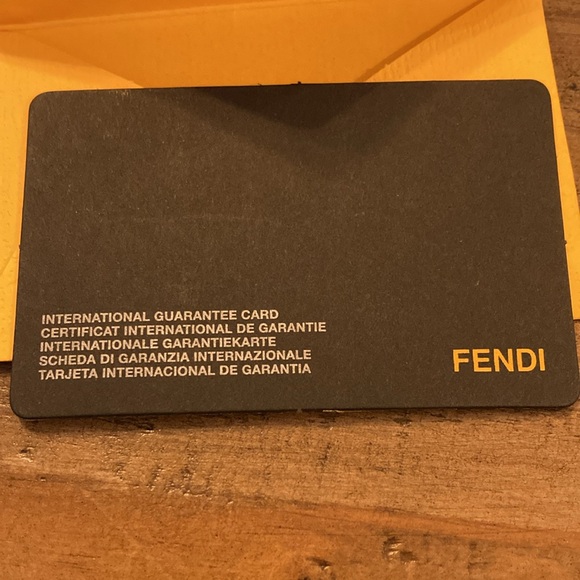 INTERNATIONAL GUARANTEE CARD
CERTIFICAT INTERNATIONAL DE GARANTIE
INTERNATIONALE GARANTIEKARTE
SCHEDA DI GARANZIA INTERNAZIONALE
TARJETA INTERNACIONAL DE GARANTIA
FENDI